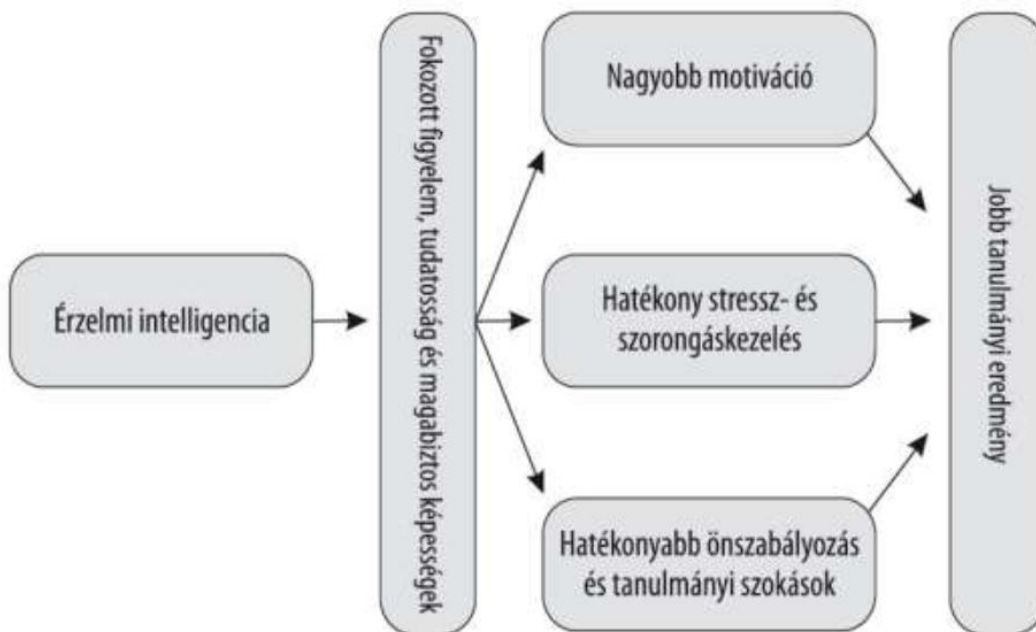 Érzelmi intelligencia
Fokozott figyelem, tudatosság és magabiztos képességek
Nagyobb motiváció
Hatékony stressz- és
szorongáskezelés
Hatékonyabb önszabályozás
és tanulmányi szokások
Jobb tanulmányi eredmény